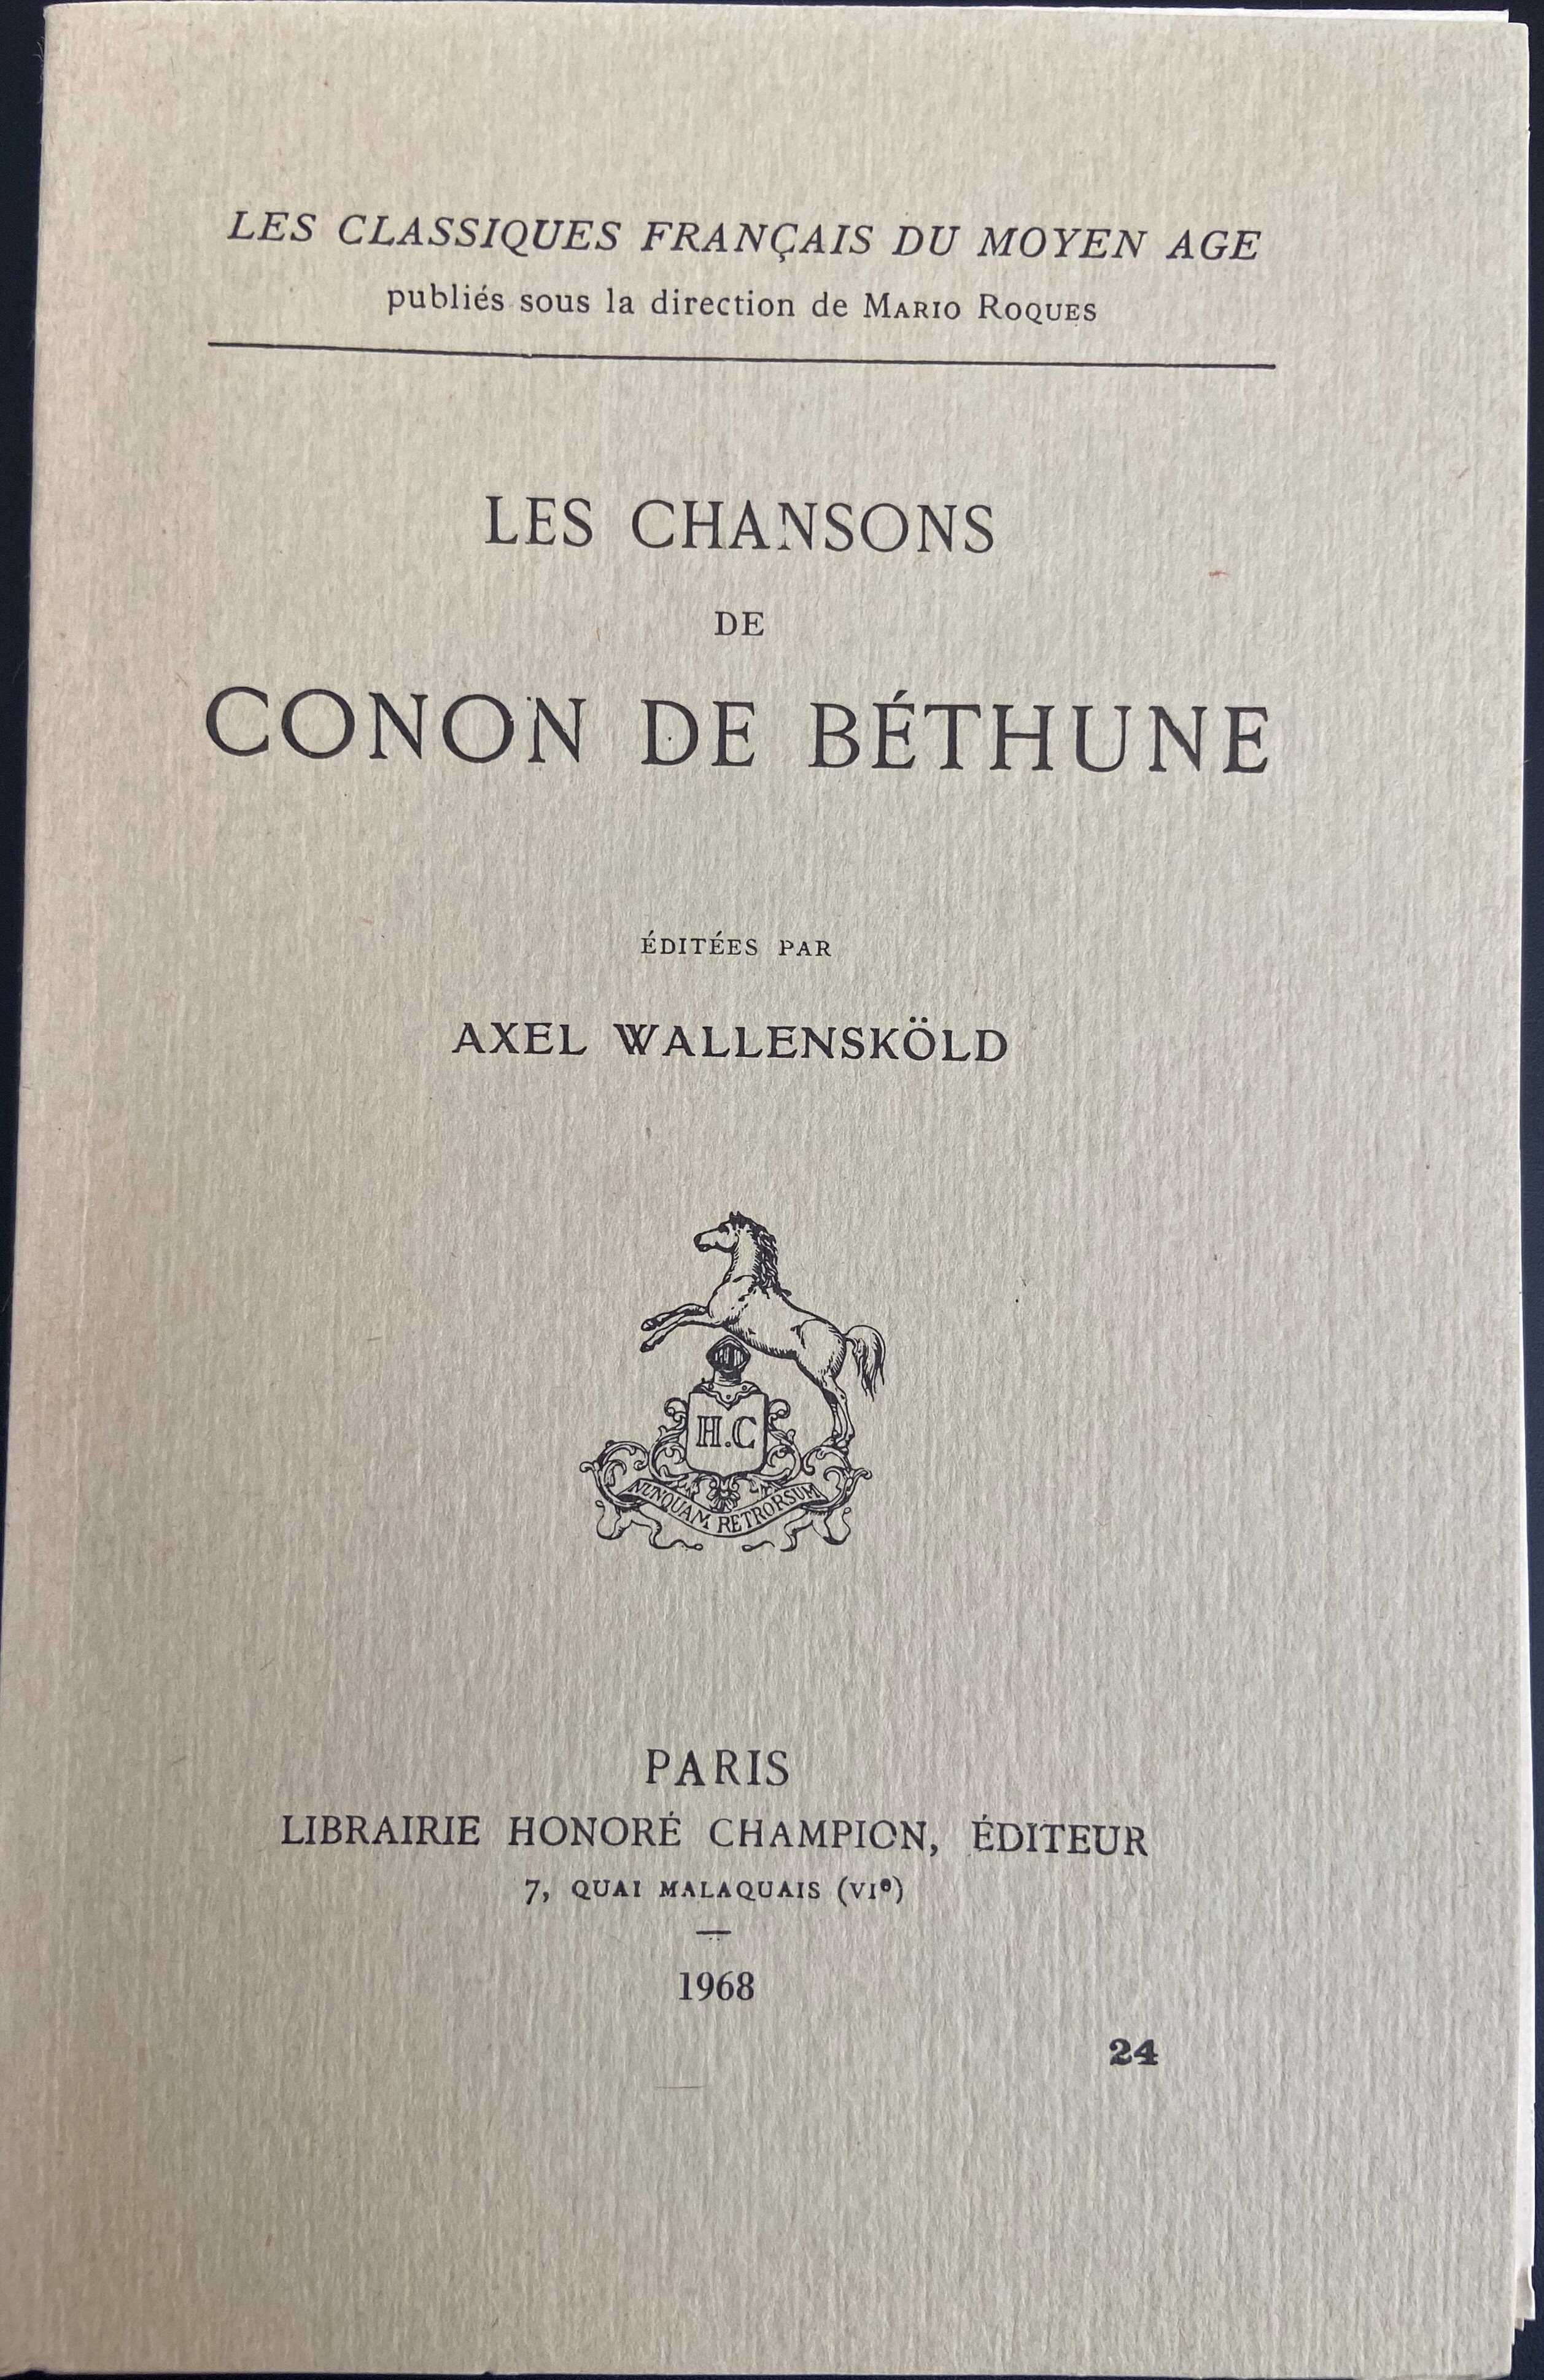 LES CLASSIQUES FRANÇAIS DU MOYEN AGE
publiés sous la direction de MARIO ROQUES
LES CHANSONS
DE
CONON DE BÉTHUNE
ÉDITÉES PAR
AXEL WALLENSKÖLD
H.C
NUNQUAM RETRORSUM
PARIS
LIBRAIRIE HONORÉ CHAMPION, ÉDITEUR
7, QUAI MALAQUAIS (VIe)
1968
24